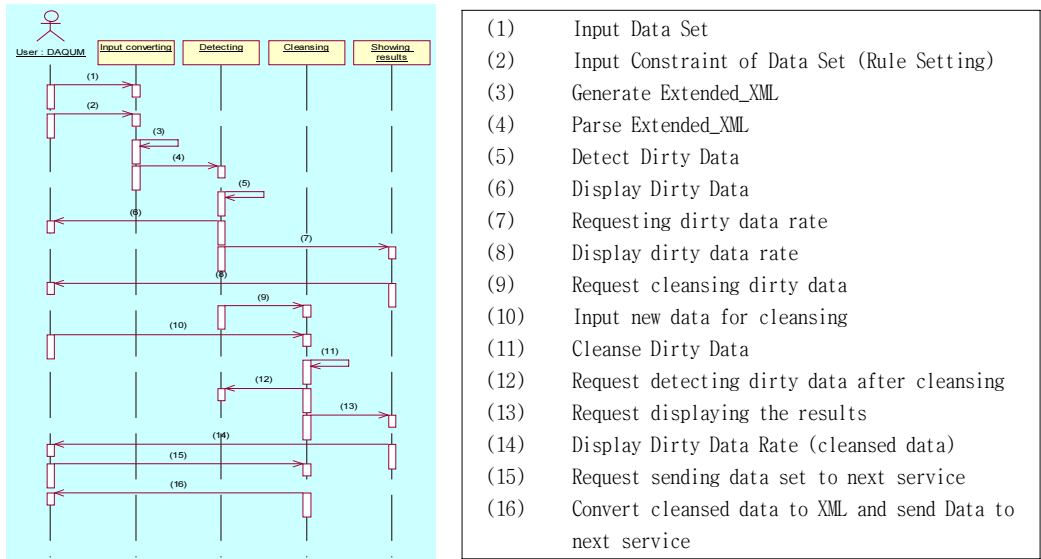 User : DAQUM
Input converting
Detecting
Cleansing
Showing
results
(1)
(2)
(3)
(4)
(5)
(6)
(7)
(8)
(9)
(10)
(11)
(12)
(13)
(14)
(15)
(16)
(1) Input Data Set
(2) Input Constraint of Data Set (Rule Setting)
(3) Generate Extended_XML
(4) Parse Extended_XML
(5) Detect Dirty Data
(6) Display Dirty Data
(7) Requesting dirty data rate
(8) Display dirty data rate
(9) Request cleansing dirty data
(10) Input new data for cleansing
(11) Cleanse Dirty Data
(12) Request detecting dirty data after cleansing
(13) Request displaying the results
(14) Display Dirty Data Rate (cleansed data)
(15) Request sending data set to next service
(16) Convert cleansed data to XML and send Data to
next service